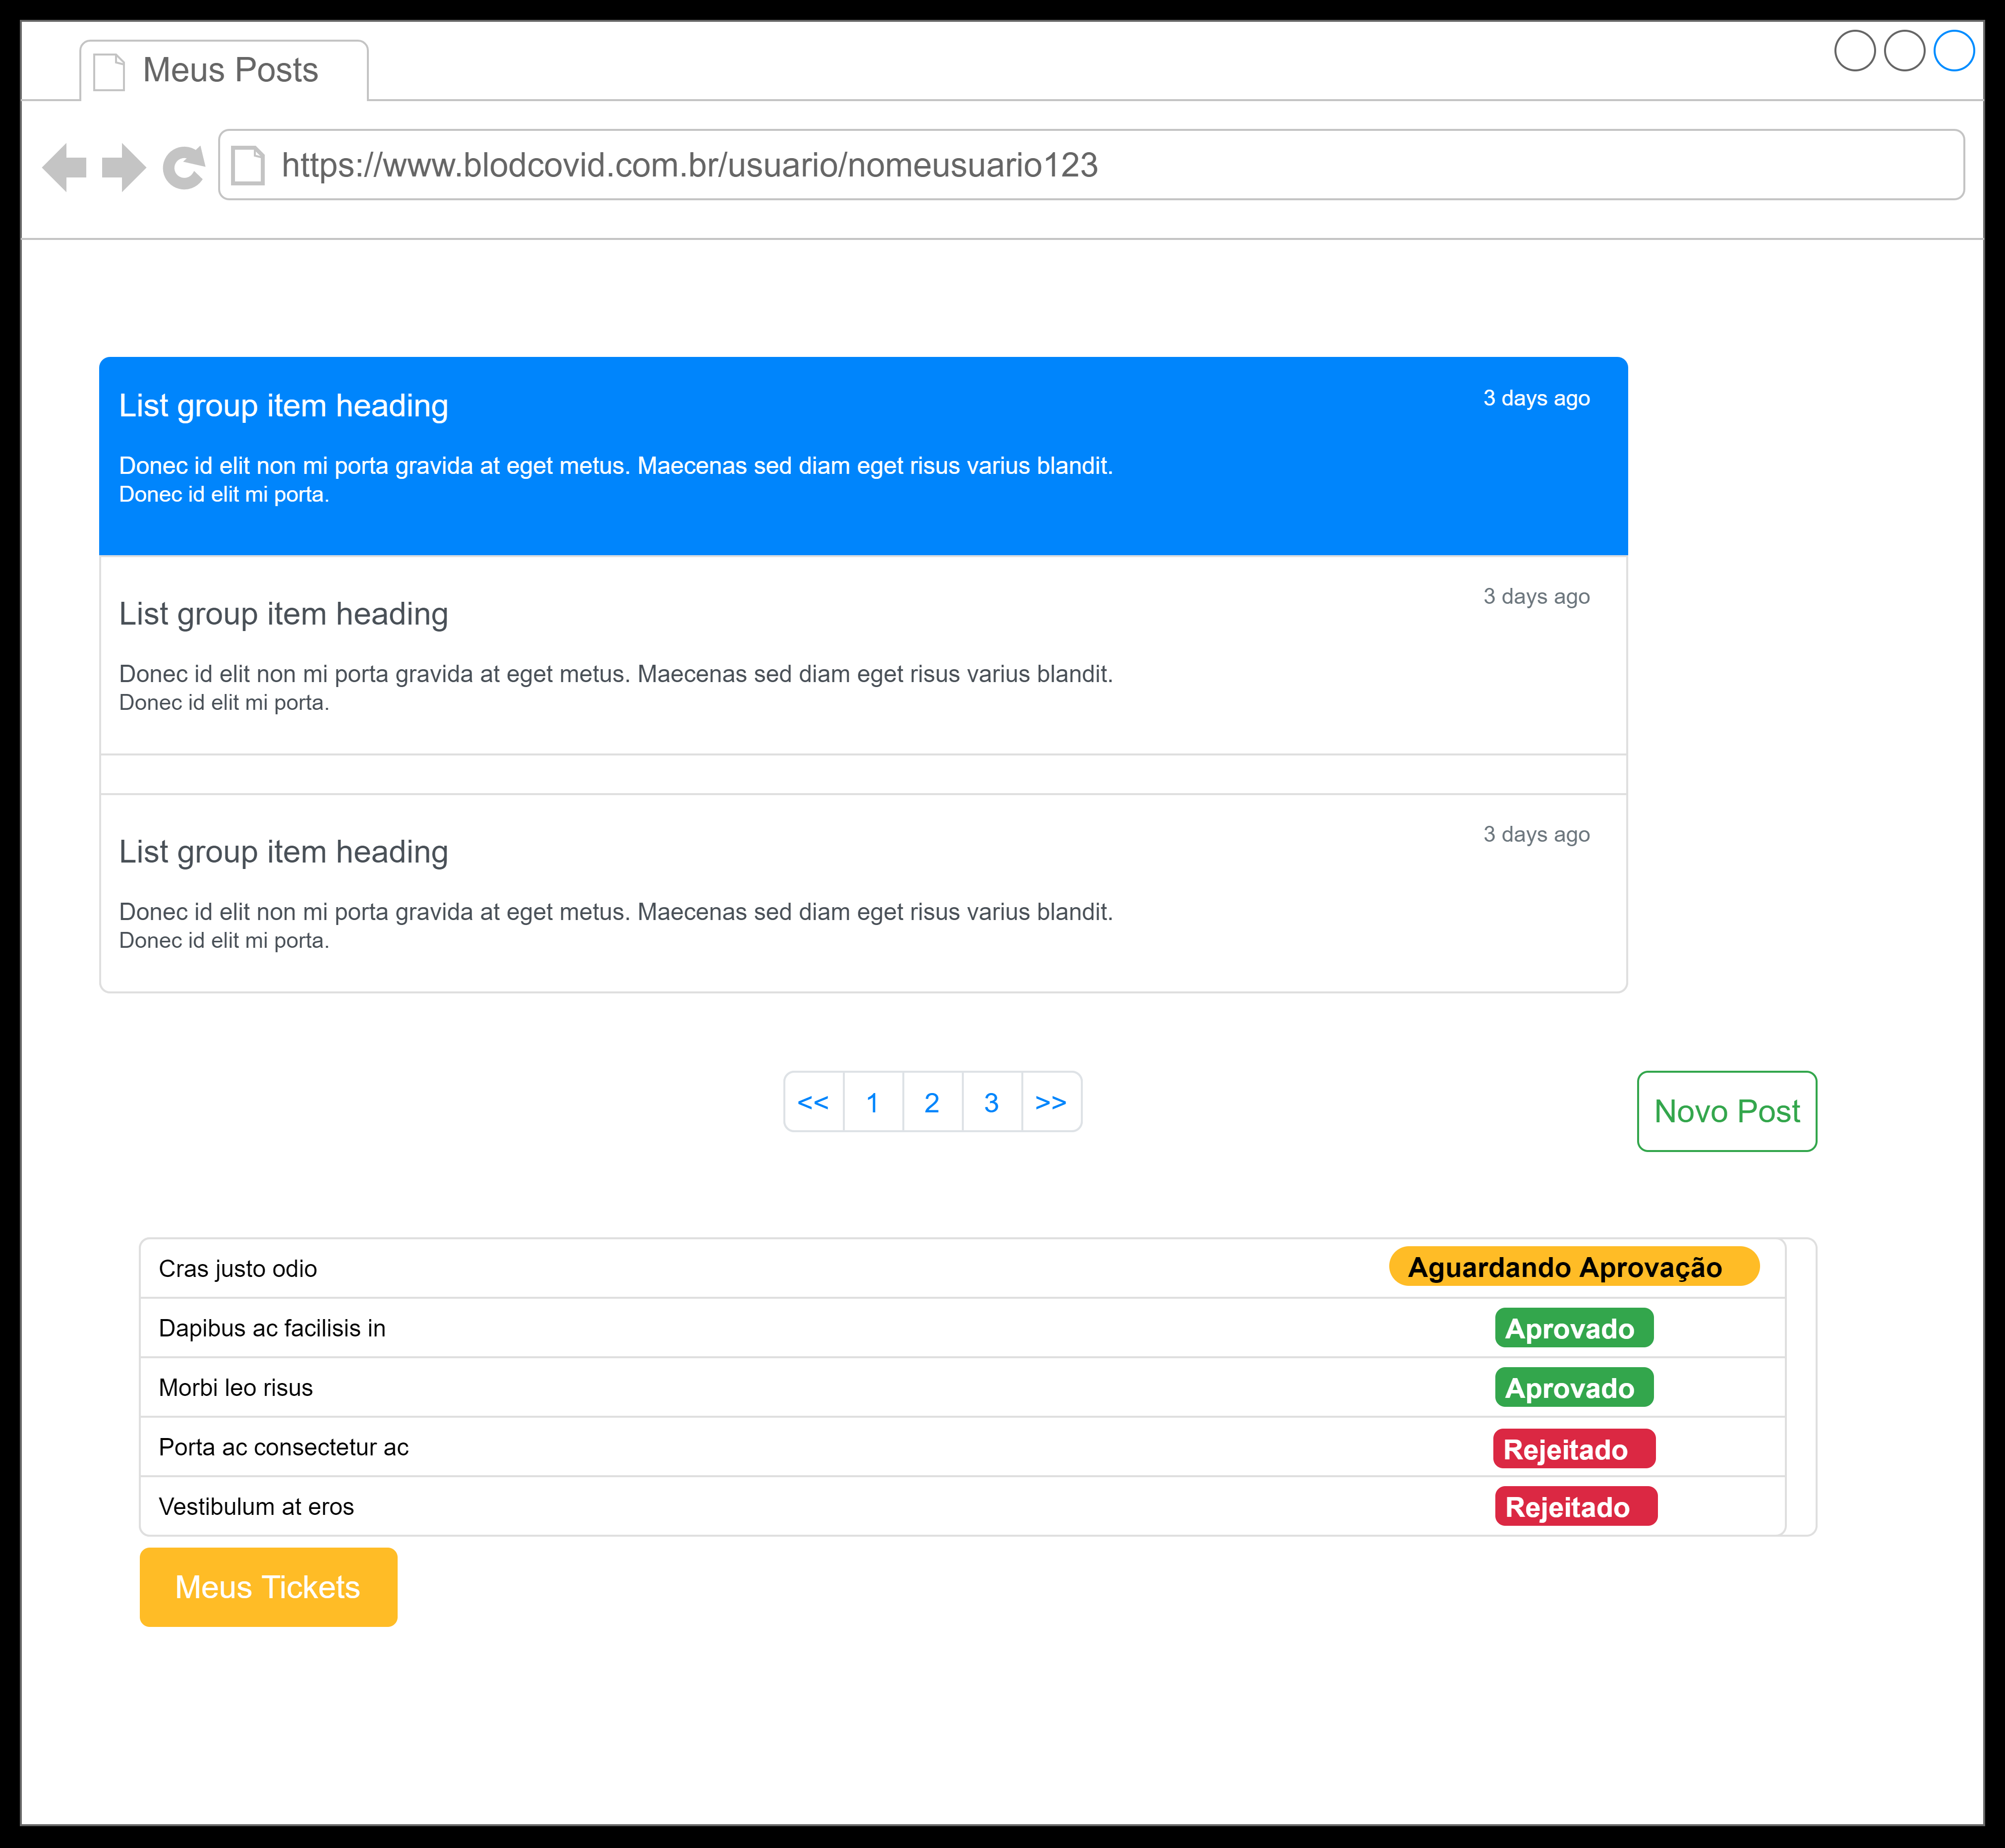 Meus Posts
https://www.blodcovid.com.br/usuario/nomeusuario123
List group item heading
3 days ago
Donec id elit non mi porta gravida at eget metus. Maecenas sed diam eget risus varius blandit.
Donec id elit mi porta.
List group item heading
3 days ago
Donec id elit non mi porta gravida at eget metus. Maecenas sed diam eget risus varius blandit.
Donec id elit mi porta.
List group item heading
3 days ago
Donec id elit non mi porta gravida at eget metus. Maecenas sed diam eget risus varius blandit.
Donec id elit mi porta.
<< 1 2 3 >>
Novo Post
Cras justo odio
Aguardando Aprovação
Dapibus ac facilisis in
Aprovado
Morbi leo risus
Aprovado
Porta ac consectetur ac
Rejeitado
Vestibulum at eros
Rejeitado
Meus Tickets